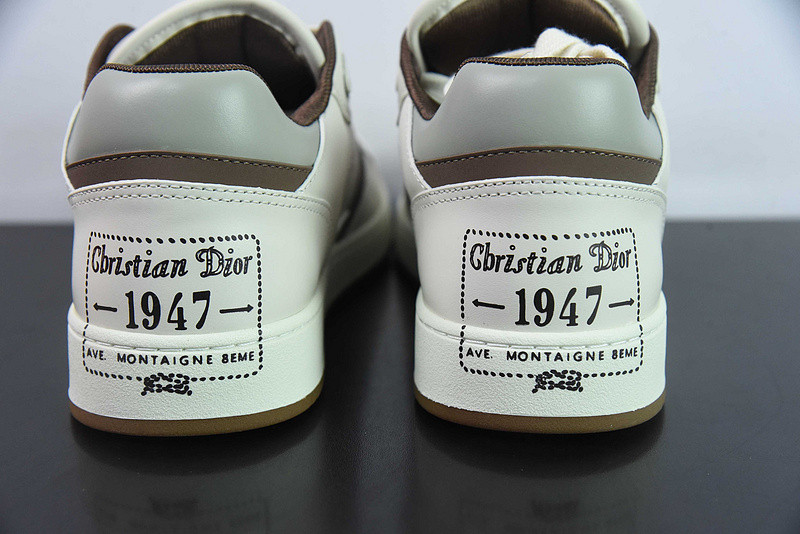 Christian Dior
←1947→
AVE. MONTAIGNE 8EME
Christian Dior
←1947→
AVE. MONTAIGNE 8EME